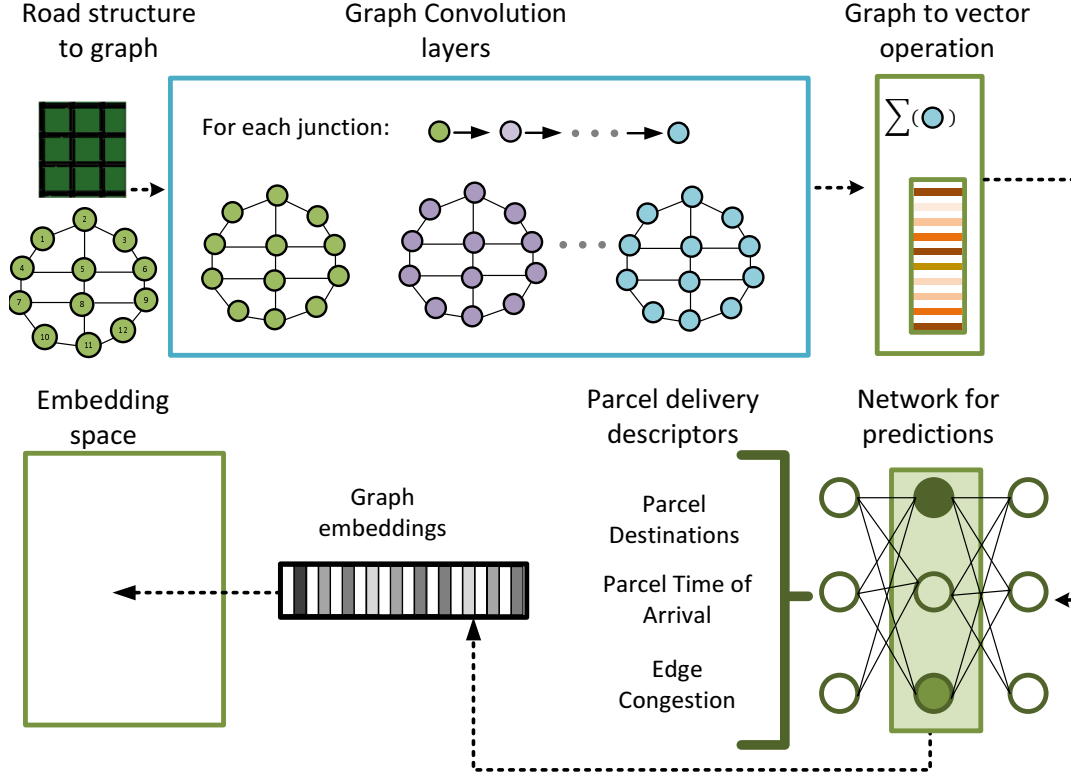 Road structure
to graph
Graph Convolution
layers
Graph to vector
operation
For each junction:
∑( )
2
1
3
4
5
6
7
8
9
10
12
11
Embedding
space
Parcel delivery
descriptors
Network for
predictions
Graph
embeddings
Parcel
Destinations
Parcel Time of
Arrival
Edge
Congestion